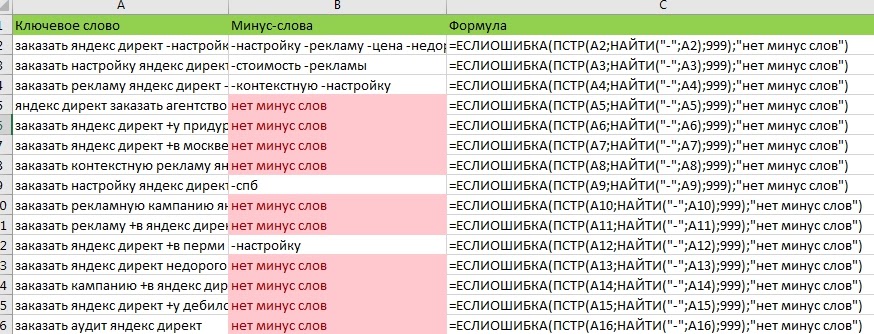 A B C
1 Ключевое слово Минус-слова Формула
2 заказать яндекс директ -настройк -настройку -рекламу -цена -недор =ЕСЛИОШИБКА(ПСТР(A2;НАЙТИ("-";A2);999);"нет минус слов")
3 заказать настройку яндекс директ -стоимость -рекламы =ЕСЛИОШИБКА(ПСТР(A3;НАЙТИ("-";A3);999);"нет минус слов")
4 заказать рекламу яндекс директ - -контекстную -настройку =ЕСЛИОШИБКА(ПСТР(A4;НАЙТИ("-";A4);999);"нет минус слов")
5 яндекс директ заказать агентство нет минус слов =ЕСЛИОШИБКА(ПСТР(A5;НАЙТИ("-";A5);999);"нет минус слов")
6 заказать яндекс директ +у придур нет минус слов =ЕСЛИОШИБКА(ПСТР(A6;НАЙТИ("-";A6);999);"нет минус слов")
7 заказать яндекс директ +в москве нет минус слов =ЕСЛИОШИБКА(ПСТР(A7;НАЙТИ("-";A7);999);"нет минус слов")
8 заказать контекстную рекламу ян нет минус слов =ЕСЛИОШИБКА(ПСТР(A8;НАЙТИ("-";A8);999);"нет минус слов")
9 заказать настройку яндекс директ -спб =ЕСЛИОШИБКА(ПСТР(A9;НАЙТИ("-";A9);999);"нет минус слов")
0 заказать рекламную кампанию ян нет минус слов =ЕСЛИОШИБКА(ПСТР(A10;НАЙТИ("-";A10);999);"нет минус слов")
1 заказать рекламу +в яндекс дире нет минус слов =ЕСЛИОШИБКА(ПСТР(A11;НАЙТИ("-";A11);999);"нет минус слов")
2 заказать яндекс директ +в перми -настройку =ЕСЛИОШИБКА(ПСТР(A12;НАЙТИ("-";A12);999);"нет минус слов")
3 заказать яндекс директ недорого нет минус слов =ЕСЛИОШИБКА(ПСТР(A13;НАЙТИ("-";A13);999);"нет минус слов")
4 заказать кампанию +в яндекс дир нет минус слов =ЕСЛИОШИБКА(ПСТР(A14;НАЙТИ("-";A14);999);"нет минус слов")
5 заказать яндекс директ +у дебило нет минус слов =ЕСЛИОШИБКА(ПСТР(A15;НАЙТИ("-";A15);999);"нет минус слов")
6 заказать аудит яндекс директ нет минус слов =ЕСЛИОШИБКА(ПСТР(A16;НАЙТИ("-";A16);999);"нет минус слов")